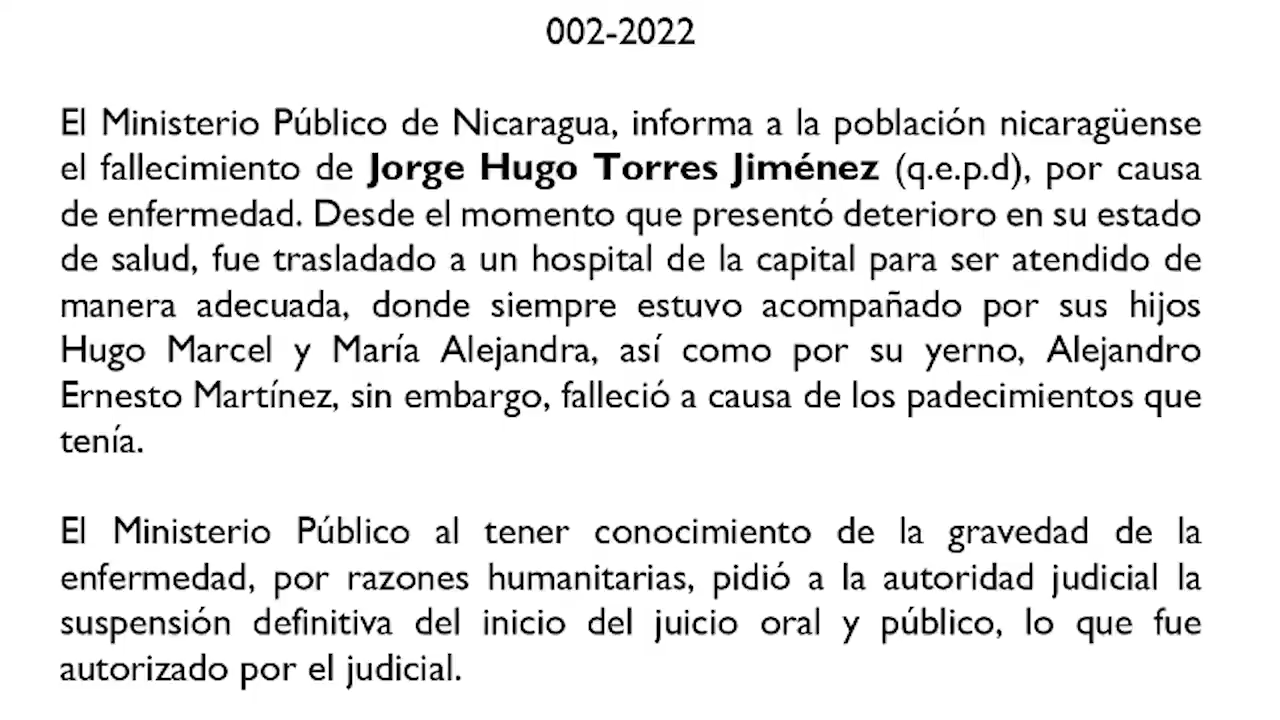 002-2022
El Ministerio Público de Nicaragua, informa a la población nicaragüense
el fallecimiento de Jorge Hugo Torres Jiménez (q.e.p.d), por causa
de enfermedad. Desde el momento que presentó deterioro en su estado
de salud, fue trasladado a un hospital de la capital para ser atendido de
manera adecuada, donde siempre estuvo acompañado por sus hijos
Hugo Marcel y María Alejandra, así como por su yerno, Alejandro
Ernesto Martínez, sin embargo, falleció a causa de los padecimientos que
tenía.
El Ministerio Público al tener conocimiento de la gravedad de la
enfermedad, por razones humanitarias, pidió a la autoridad judicial la
suspensión definitiva del inicio del juicio oral y público, lo que fue
autorizado por el judicial.